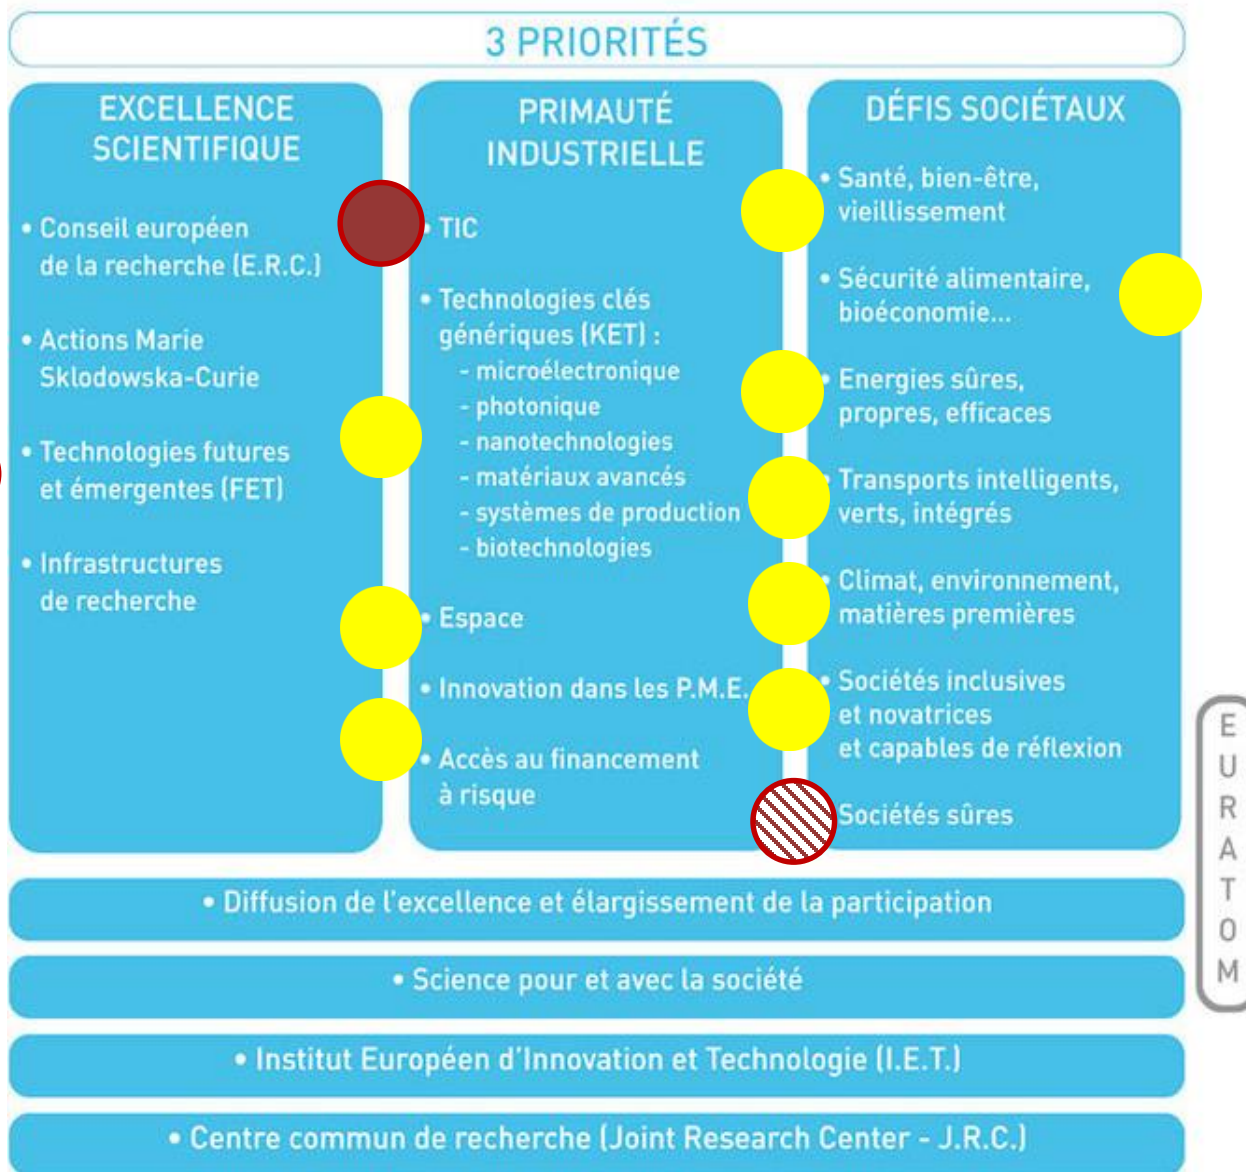 3 PRIORITÉS
EXCELLENCE
SCIENTIFIQUE
• Conseil européen
de la recherche (E.R.C.)
• Actions Marie
Sklodowska-Curie
• Technologies futures
et émergentes (FET)
• Infrastructures
de recherche
PRIMAUTÉ
INDUSTRIELLE
• TIC
• Technologies clés
génériques (KET) :
- microélectronique
- photonique
- nanotechnologies
- matériaux avancés
- systèmes de production
- biotechnologies
• Espace
• Innovation dans les P.M.E.
• Accès au financement
à risque
DÉFIS SOCIÉTAUX
• Santé, bien-être,
vieillissement
• Sécurité alimentaire,
bioéconomie...
• Energies sûres,
propres, efficaces
• Transports intelligents,
verts, intégrés
• Climat, environnement,
matières premières
• Sociétés inclusives
et novatrices
et capables de réflexion
Sociétés sûres
EURATOM
• Diffusion de l'excellence et élargissement de la participation
• Science pour et avec la société
• Institut Européen d'Innovation et Technologie (I.E.T.)
• Centre commun de recherche (Joint Research Center - J.R.C.)